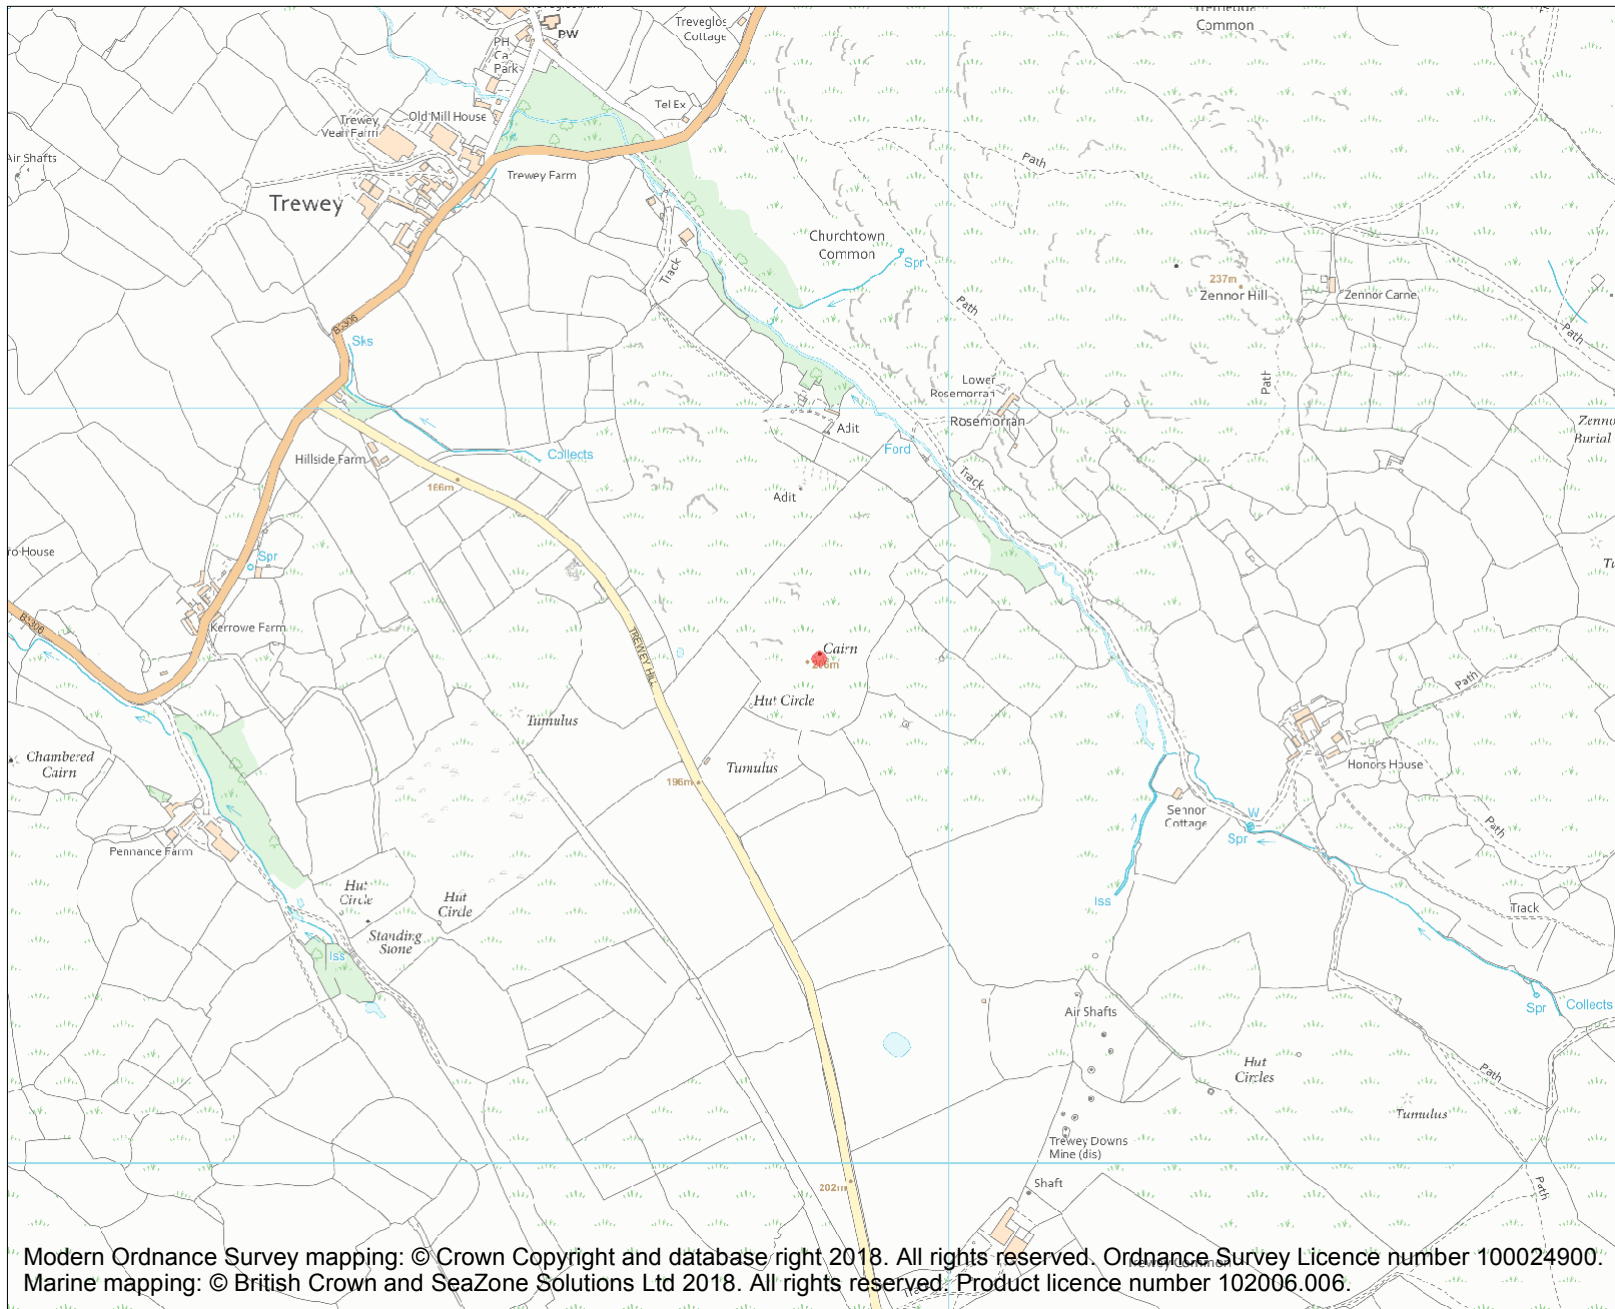 Common
Treveglos
Cottage
PW
PH
Park
Tel Ex
Old Mill House
Trewey
Vean Farm
Air Shafts
Path
Trewey Farm
Trewey
Churchtown
Common
Spr
Track
237m
Zennor Hill
Zennor Carne
Path
Path
B3306
Sks
Path
Lower
Rosemorran
Rosemorran
Adit
Ford
Burial
Hillside Farm
Collects
166m
Track
Adit
ro House
Spr
B3306
Kerrowe Farm
TREWEY HILL
Cairn
206m
Hut Circle
Path
Tumulus
Chambered
Cairn
Tumulus
196m
Honors House
Sennor
Cottage
W
Spr
Path
Pennance Farm
Hut
Circle
Hut
Circle
Iss
Track
Standing
Stone
Iss
Spr
Collects
Air Shafts
Hut
Circles
Path
Tumulus
Trewey Downs
Mine (dis)
202m
Shaft
Path
Trewey Common
Modern Ordnance Survey mapping: © Crown Copyright and database right 2018. All rights reserved. Ordnance Survey Licence number 100024900.
Marine mapping: © British Crown and SeaZone Solutions Ltd 2018. All rights reserved. Product licence number 102006.006.